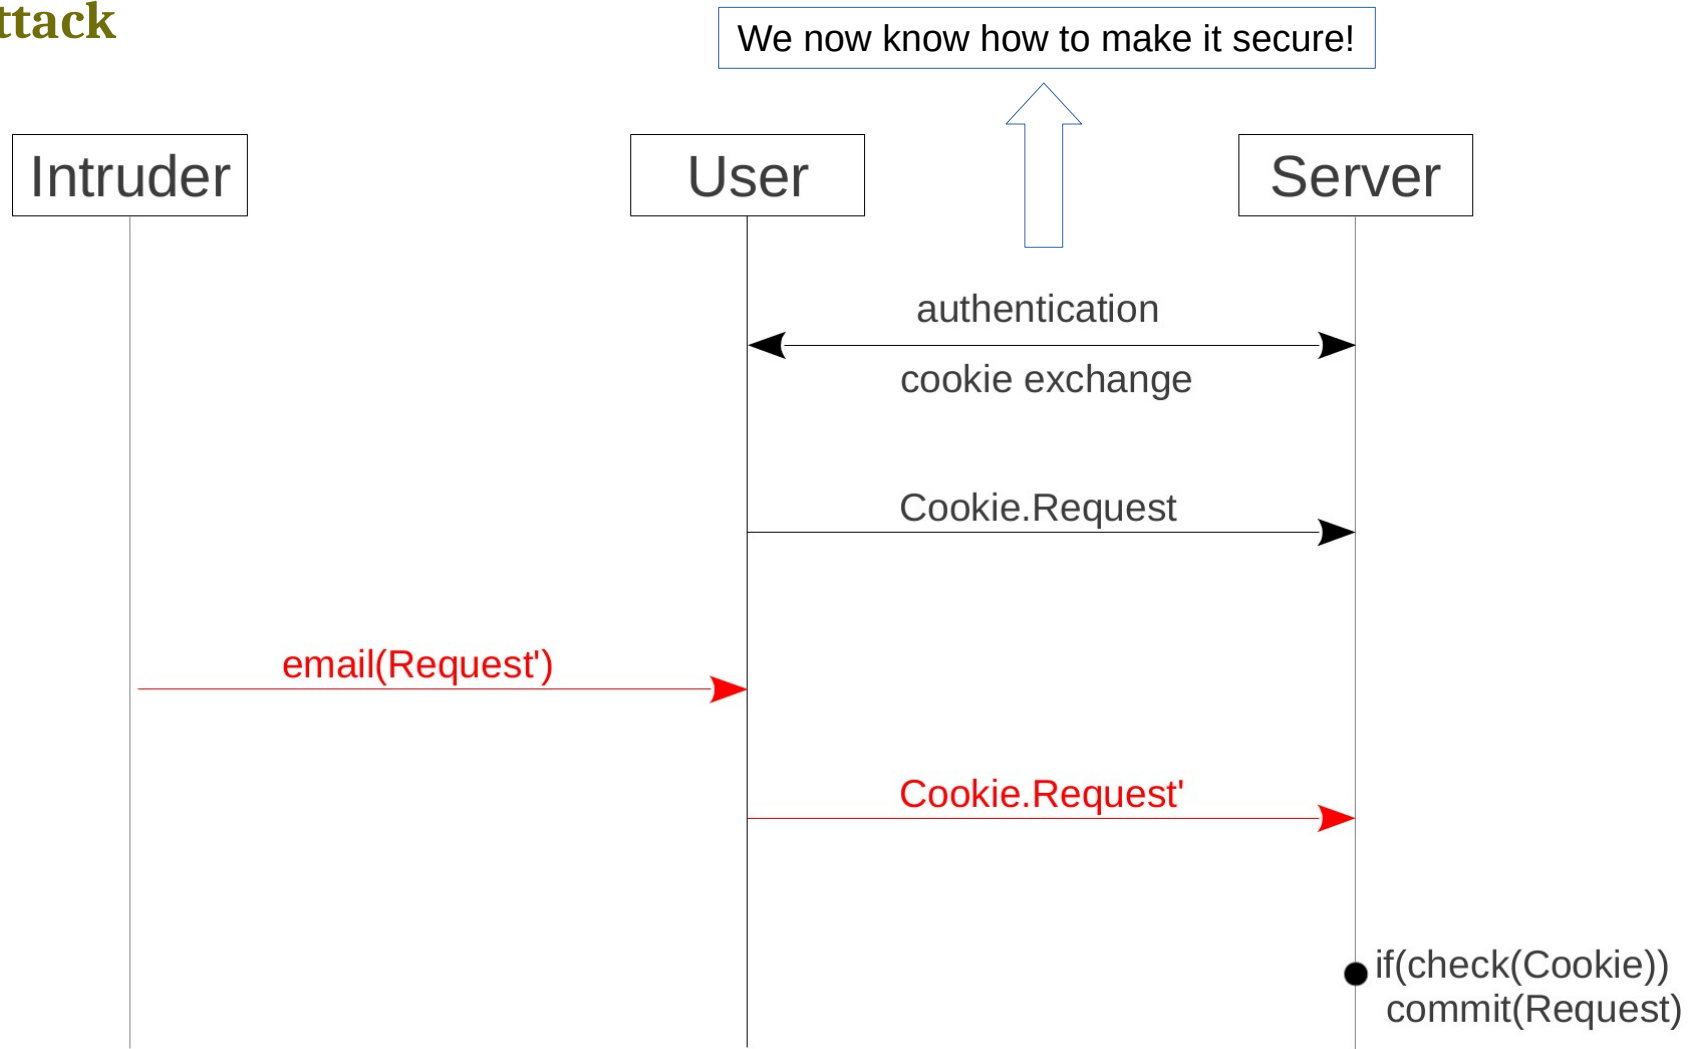 ttack
We now know how to make it secure!
Intruder
User
Server
authentication
cookie exchange
Cookie.Request
email(Request')
Cookie.Request'
if(check(Cookie))
commit(Request)